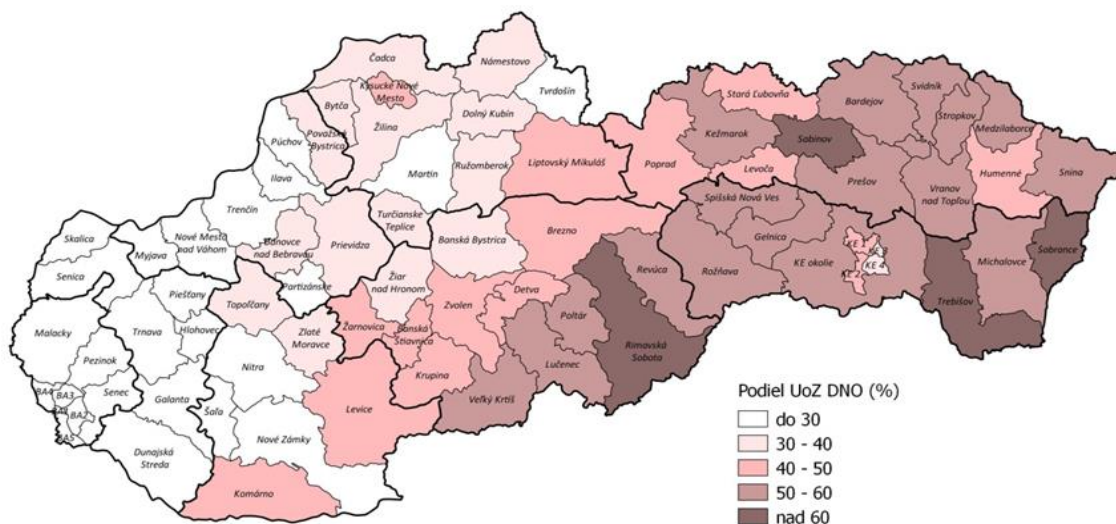 Čadca
Námestovo
Tvrdošín
Kysucké Nové
Mesto
Bytča
Žilina
Dolný Kubín
Považská
Bystrica
Púchov
Ilava
Martin
Ružomberok
Liptovský Mikuláš
Poprad
Kežmarok
Stará Ľubovňa
Sabinov
Levoča
Bardejov
Svidník
Stropkov
Medzilaborce
Humenné
Snina
Prešov
Vranov
nad Topľou
Trenčín
Turčianske
Teplice
Prievidza
Bánovce
nad Bebravou
Nové Mesto
nad Váhom
Myjava
Skalica
Senica
Partizánske
Topoľčany
Žiar
nad Hronom
Banská Bystrica
Brezno
Spišská Nová Ves
Gelnica
Rožňava
Revúca
KE okolie
KE 1
KE 2
KE 3
KE 4
Michalovce
Sobrance
Trebišov
Piešťany
Hlohovec
Trnava
Malacky
Pezinok
Senec
BA4
BA3
BA2
BA5
Galanta
Šaľa
Nitra
Zlaté
Moravce
Žarnovica
Banská
Štiavnica
Zvolen
Detva
Krupina
Poltár
Lučenec
Rimavská
Sobota
Veľký Krtíš
Levice
Nové Zámky
Dunajská
Streda
Komárno
Podiel UoZ DNO (%)
do 30
30 - 40
40 - 50
50 - 60
nad 60